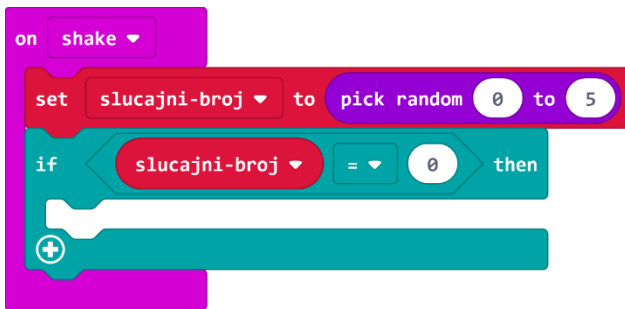 on shake
set slucajni-broj to pick random 0 to 5
if slucajni-broj = 0 then